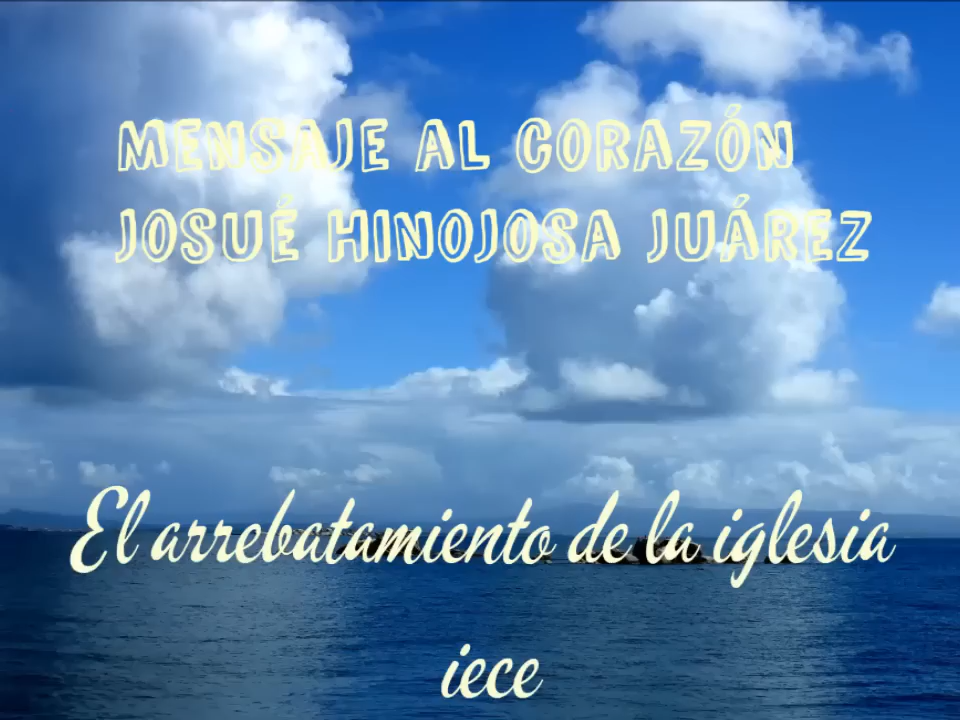 MENSAJE AL CORAZÓN
JOSUÉ HINOJOSA JUÁREZ
El arrebatamiento de la iglesia
iece